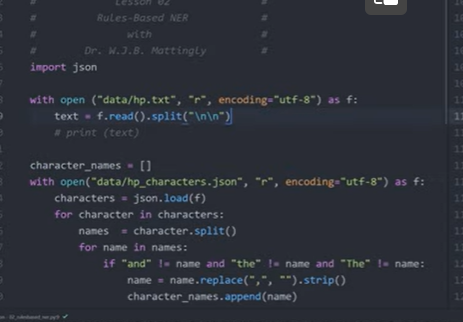 # Lesson 02 #
# Rules-Based NER #
# with #
# Dr. W.J.B. Mattingly #
import json
with open ("data/hp.txt", "r", encoding="utf-8") as f:
text = f.read().split("\n\n")
# print (text)
character_names = []
with open("data/hp_characters.json", "r", encoding="utf-8") as f:
characters = json.load(f)
for character in characters:
names = character.split()
for name in names:
if "and" != name and "the" != name and "The" != name:
name = name.replace(",", "").strip()
character_names.append(name)